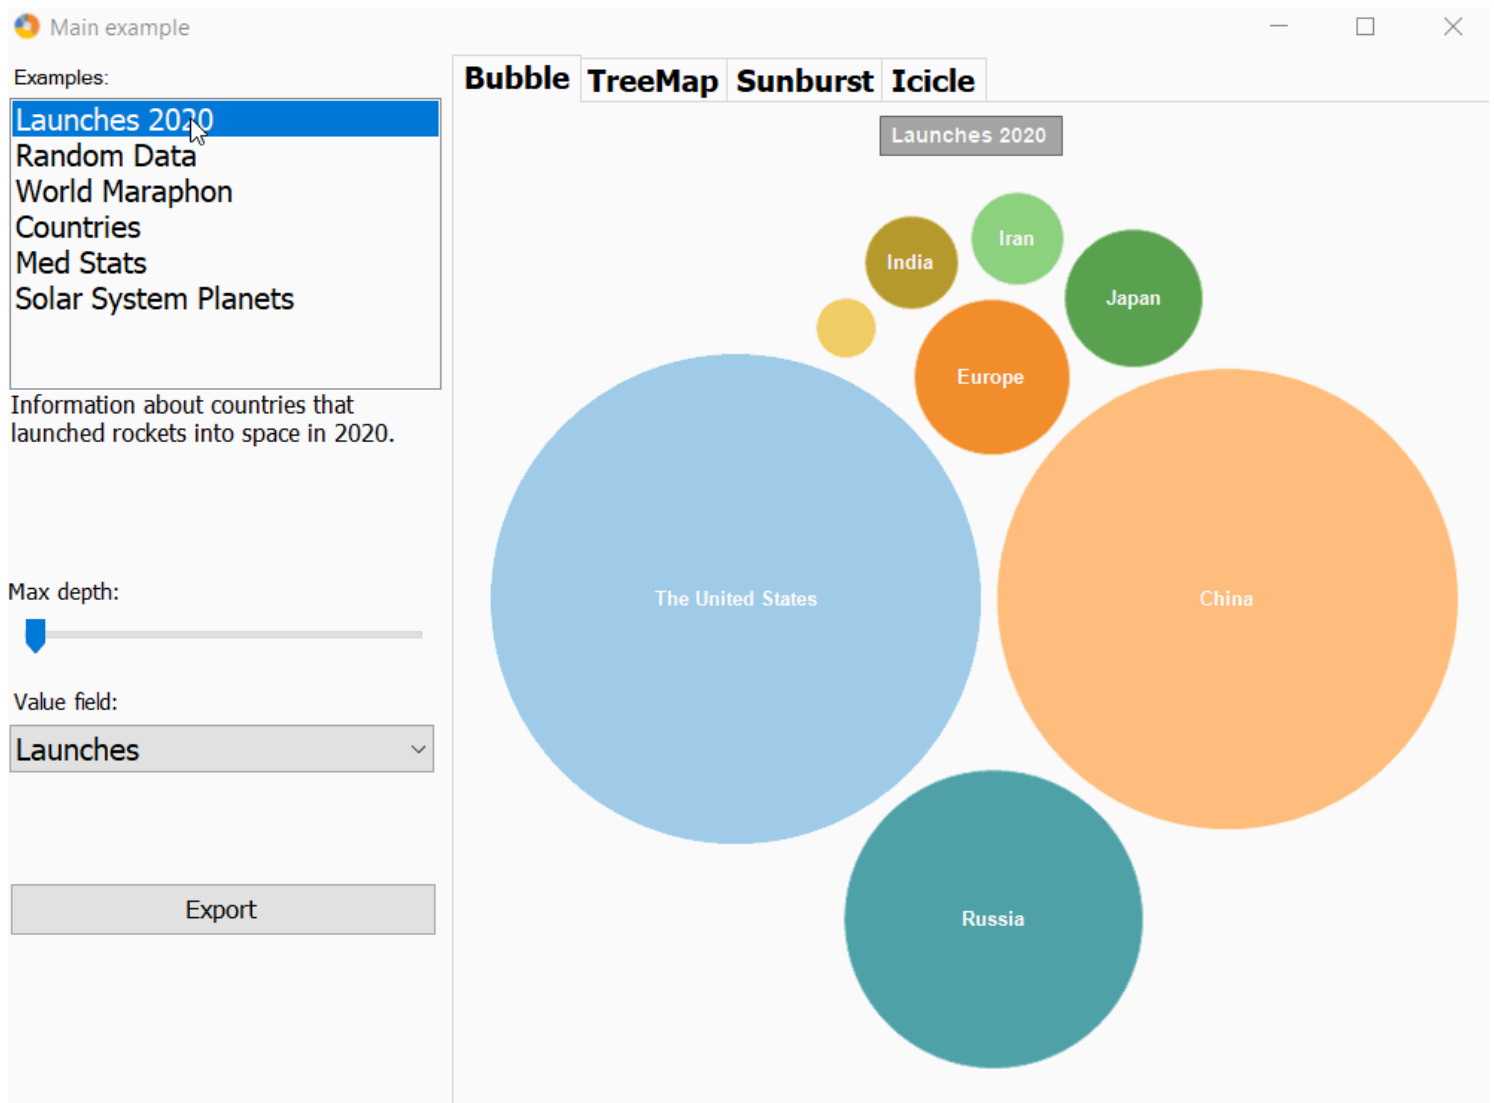 Main example
Examples:
Launches 2020
Random Data
World Maraphon
Countries
Med Stats
Solar System Planets
Information about countries that
launched rockets into space in 2020.
Max depth:
Value field:
Launches
Export
Bubble TreeMap Sunburst Icicle
Launches 2020
Iran
India
Japan
Europe
The United States
China
Russia